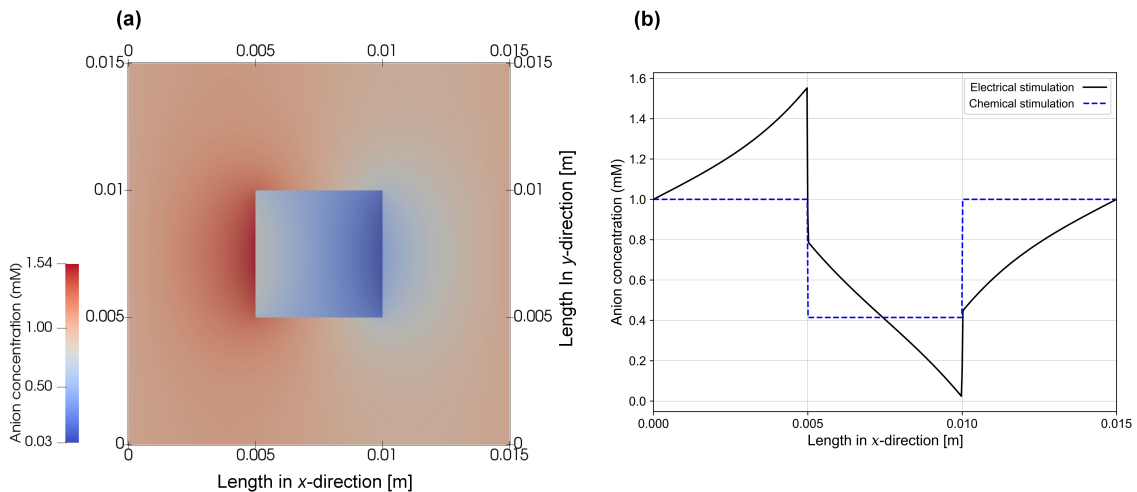 (a)
0 0.005 0.01 0.015
0.015 0.015
0.01 0.01
0.005 0.005
0 0
0 0.005 0.01 0.015
Length in x-direction [m]
Length In y-direction [m]
Anion concentration (mM)
1.54
1.00
0.50
0.03
(b)
Electrical stimulation
Chemical stimulation
Anion concentration (mM)
1.6
1.4
1.2
1.0
0.8
0.6
0.4
0.2
0.0
0.000 0.005 0.010 0.015
Length in x-direction [m]